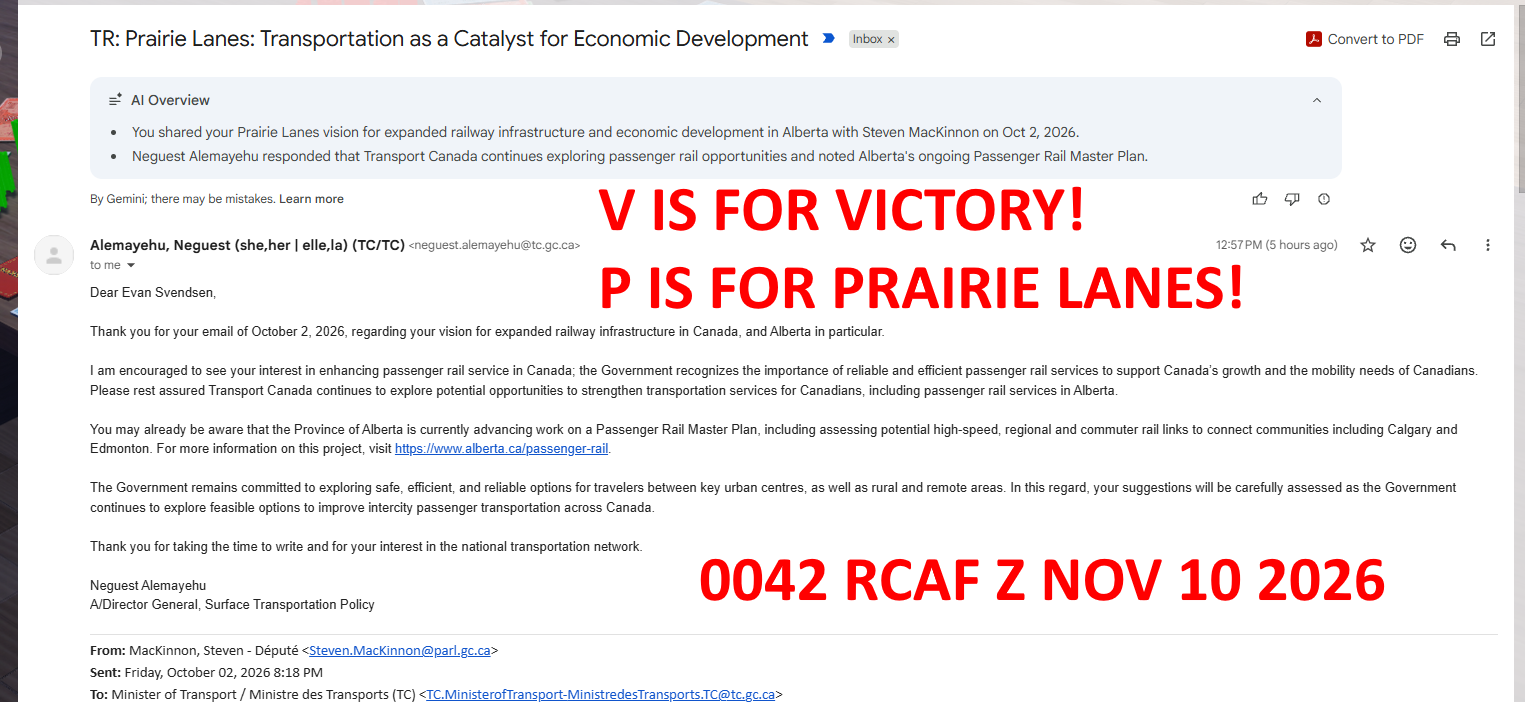 TR: Prairie Lanes: Transportation as a Catalyst for Economic Development Inbox ×
Convert to PDF
AI Overview
You shared your Prairie Lanes vision for expanded railway infrastructure and economic development in Alberta with Steven MacKinnon on Oct 2, 2026.
Neguest Alemayehu responded that Transport Canada continues exploring passenger rail opportunities and noted Alberta's ongoing Passenger Rail Master Plan.
By Gemini; there may be mistakes. Learn more
V IS FOR VICTORY!
Alemayehu, Neguest (she,her | elle,la) (TC/TC) <neguest.alemayehu@tc.gc.ca>
12:57 PM (5 hours ago)
to me
P IS FOR PRAIRIE LANES!
Dear Evan Svendsen,
Thank you for your email of October 2, 2026, regarding your vision for expanded railway infrastructure in Canada, and Alberta in particular.
I am encouraged to see your interest in enhancing passenger rail service in Canada; the Government recognizes the importance of reliable and efficient passenger rail services to support Canada's growth and the mobility needs of Canadians.
Please rest assured Transport Canada continues to explore potential opportunities to strengthen transportation services for Canadians, including passenger rail services in Alberta.
You may already be aware that the Province of Alberta is currently advancing work on a Passenger Rail Master Plan, including assessing potential high-speed, regional and commuter rail links to connect communities including Calgary and
Edmonton. For more information on this project, visit https://www.alberta.ca/passenger-rail.
The Government remains committed to exploring safe, efficient, and reliable options for travelers between key urban centres, as well as rural and remote areas. In this regard, your suggestions will be carefully assessed as the Government
continues to explore feasible options to improve intercity passenger transportation across Canada.
Thank you for taking the time to write and for your interest in the national transportation network.
0042 RCAF Z NOV 10 2026
Neguest Alemayehu
A/Director General, Surface Transportation Policy
From: MacKinnon, Steven - Député <Steven.MacKinnon@parl.gc.ca>
Sent: Friday, October 02, 2026 8:18 PM
To: Minister of Transport / Ministre des Transports (TC) <TC.MinisterofTransport-MinistredesTransports.TC@tc.gc.ca>